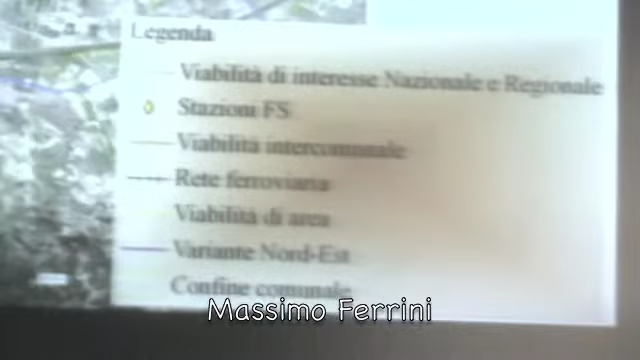 Legenda
Viabilità di interesse Nazionale e Regionale
Stazioni FS
Viabilità intercomunale
Rete ferroviaria
Viabilità di area
Variante Nord-Est
Confine comunale
Massimo Ferrini